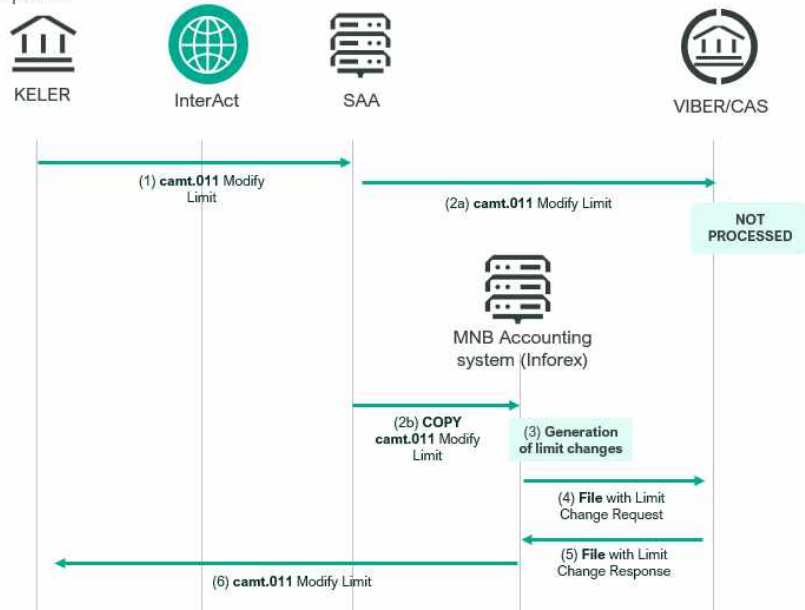 KELER
InterAct
SAA
VIBER/CAS
(1) camt.011 Modify
Limit
(2a) camt.011 Modify Limit
NOT
PROCESSED
MNB Accounting
system (Inforex)
(2b) COPY
camt.011 Modify
Limit
(3) Generation
of limit changes
(4) File with Limit
Change Request
(5) File with Limit
Change Response
(6) camt.011 Modify Limit